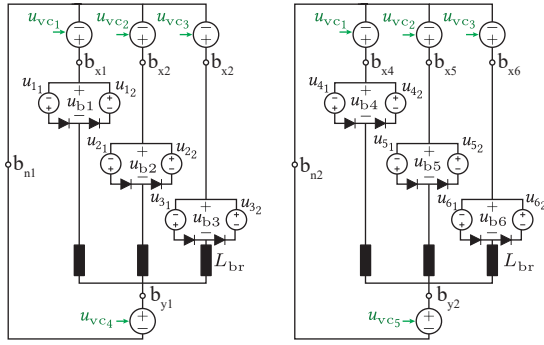 u_vc1 u_vc2 u_vc3 u_vc1 u_vc2 u_vc3
b_x1 b_x2 b_x2 b_x4 b_x5 b_x6
u_11 u_b1 u_12 u_41 u_b4 u_42
u_21 u_b2 u_22 u_51 u_b5 u_52
b_n1 b_n2
u_31 u_b3 u_32 u_61 u_b6 u_62
L_br L_br
b_y1 b_y2
u_vc4 u_vc5